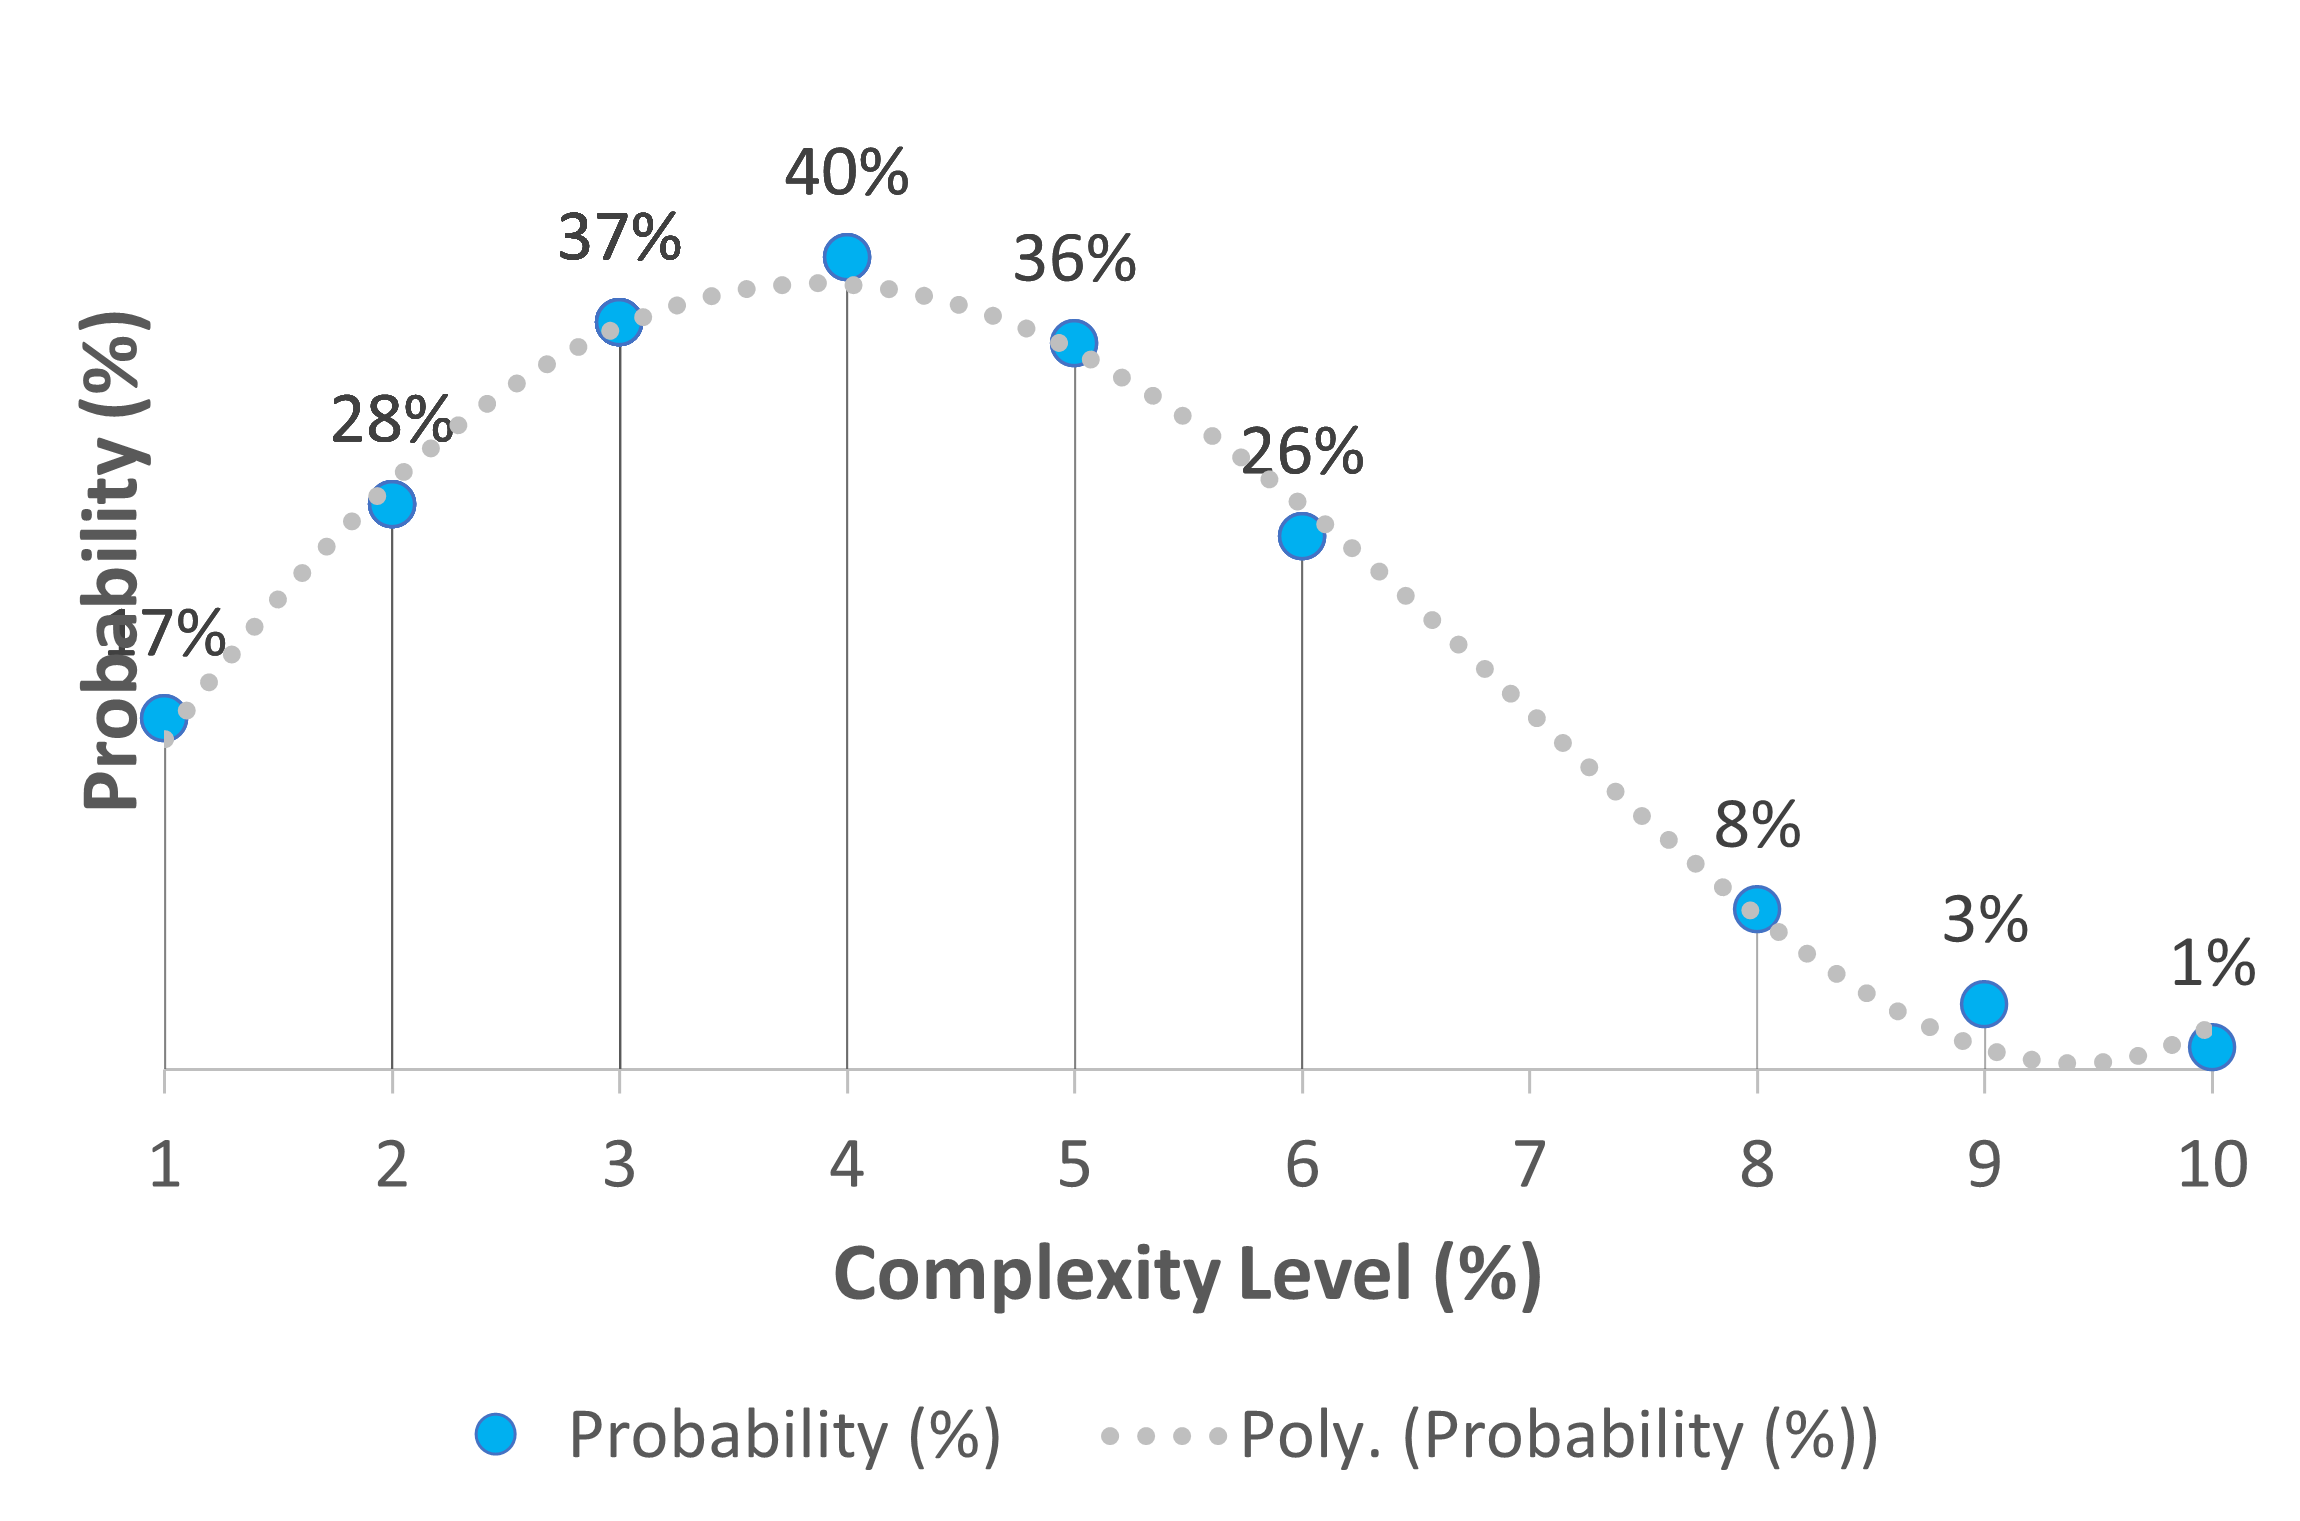 Probability (%)
40%
37%
36%
28%
26%
17%
8%
3%
1%
1 2 3 4 5 6 7 8 9 10
Complexity Level (%)
Probability (%) Poly. (Probability (%))